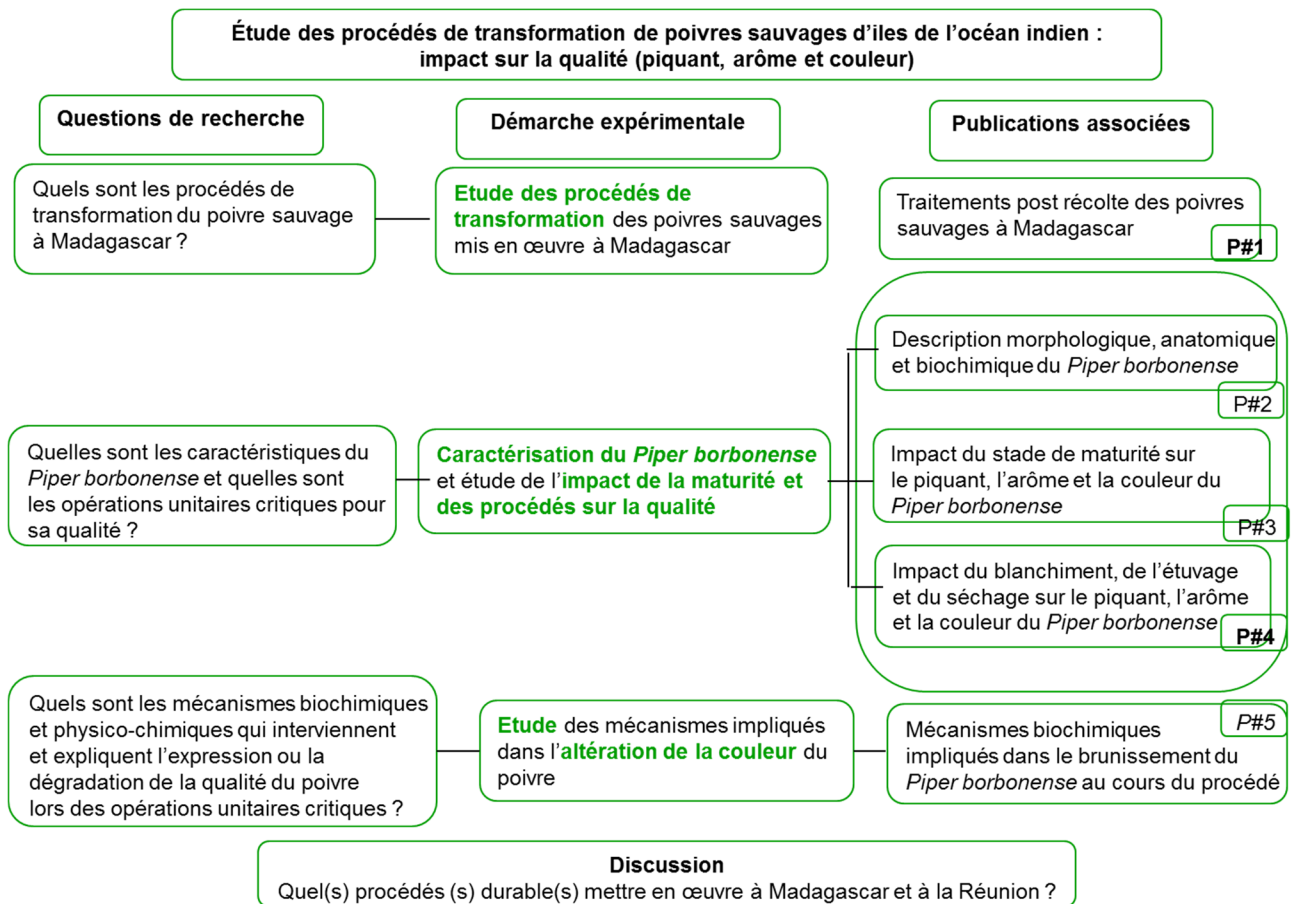 Étude des procédés de transformation de poivres sauvages d'iles de l'océan indien :
impact sur la qualité (piquant, arôme et couleur)
Questions de recherche
Démarche expérimentale
Publications associées
Quels sont les procédés de
transformation du poivre sauvage
à Madagascar ?
Etude des procédés de
transformation des poivres sauvages
mis en œuvre à Madagascar
Traitements post récolte des poivres
sauvages à Madagascar
P#1
Quelles sont les caractéristiques du
Piper borbonense et quelles sont
les opérations unitaires critiques pour
sa qualité ?
Caractérisation du Piper borbonense
et étude de l'impact de la maturité et
des procédés sur la qualité
Description morphologique, anatomique
et biochimique du Piper borbonense
P#2
Impact du stade de maturité sur
le piquant, l'arôme et la couleur du
Piper borbonense
P#3
Impact du blanchiment, de l'étuvage
et du séchage sur le piquant, l'arôme
et la couleur du Piper borbonense
P#4
Quels sont les mécanismes biochimiques
et physico-chimiques qui interviennent
et expliquent l'expression ou la
dégradation de la qualité du poivre
lors des opérations unitaires critiques ?
Etude des mécanismes impliqués
dans l'altération de la couleur du
poivre
P#5
Mécanismes biochimiques
impliqués dans le brunissement du
Piper borbonense au cours du procédé
Discussion
Quel(s) procédés (s) durable(s) mettre en œuvre à Madagascar et à la Réunion ?